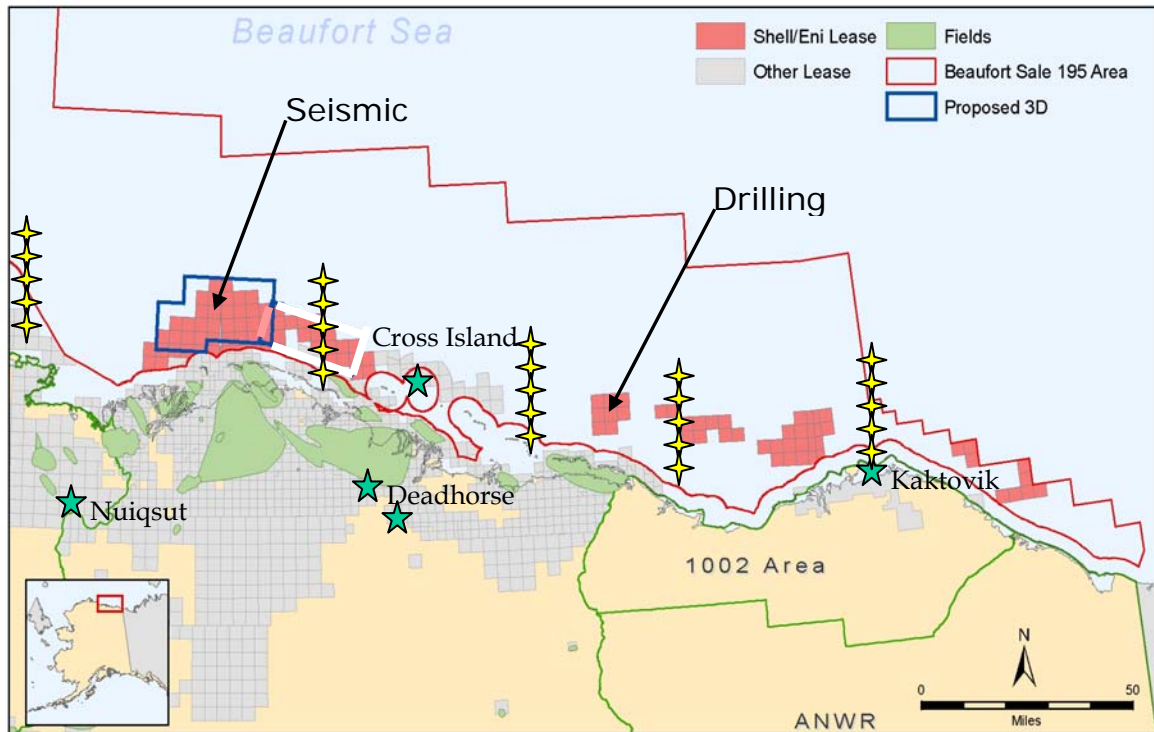 Beaufort Sea
Shell/Eni Lease
Fields
Other Lease
Beaufort Sale 195 Area
Proposed 3D
Seismic
Drilling
Cross Island
Kaktovik
Deadhorse
Nuiqsut
1002 Area
N
0 50
Miles
ANWR